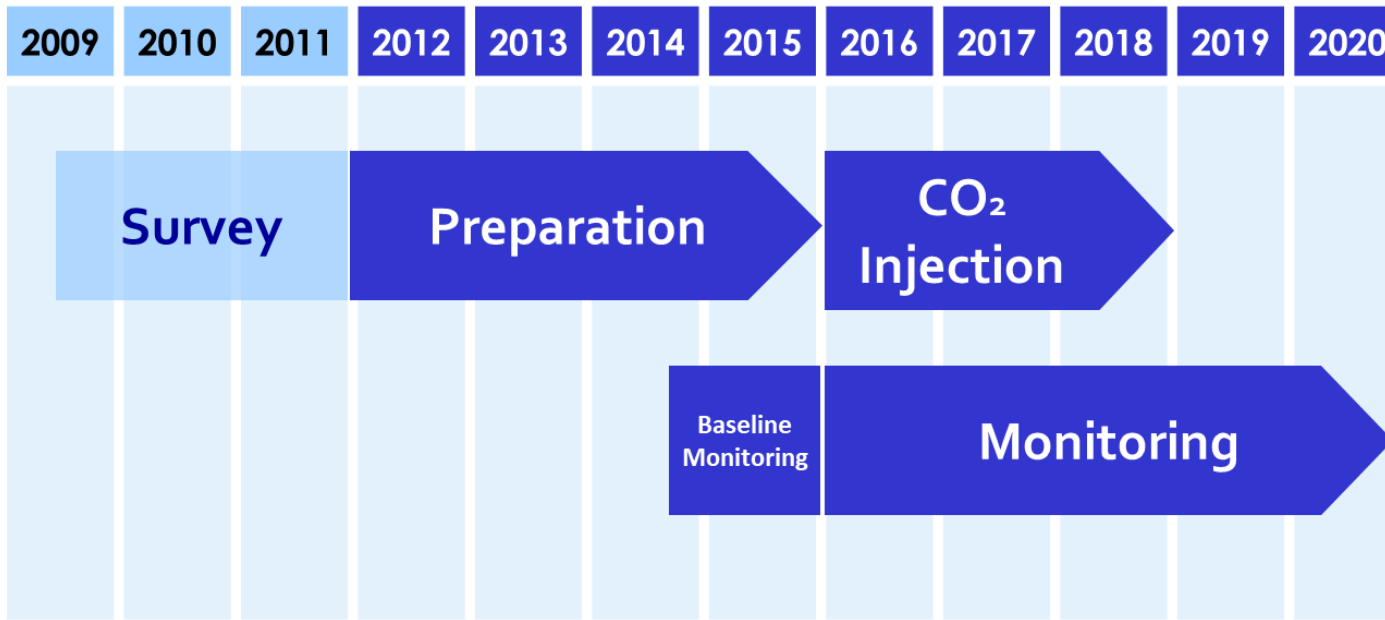 2009 2010 2011 2012 2013 2014 2015 2016 2017 2018 2019 2020
Survey
Preparation
CO₂
Injection
Baseline
Monitoring
Monitoring